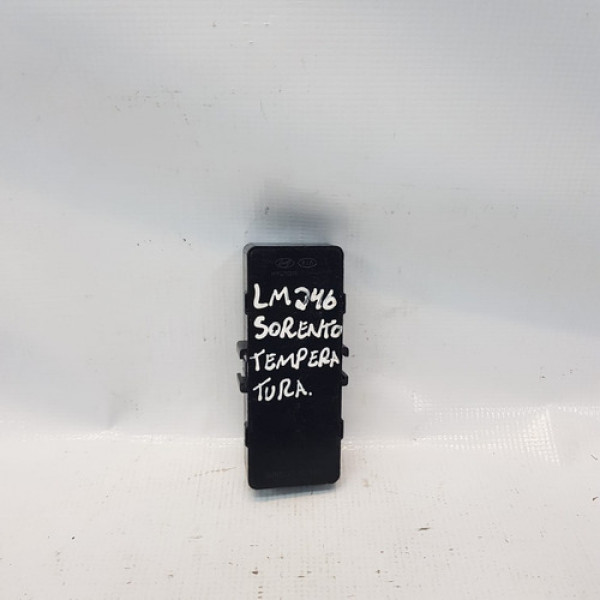 LM246
SORENTO
TEMPERA
TURA.